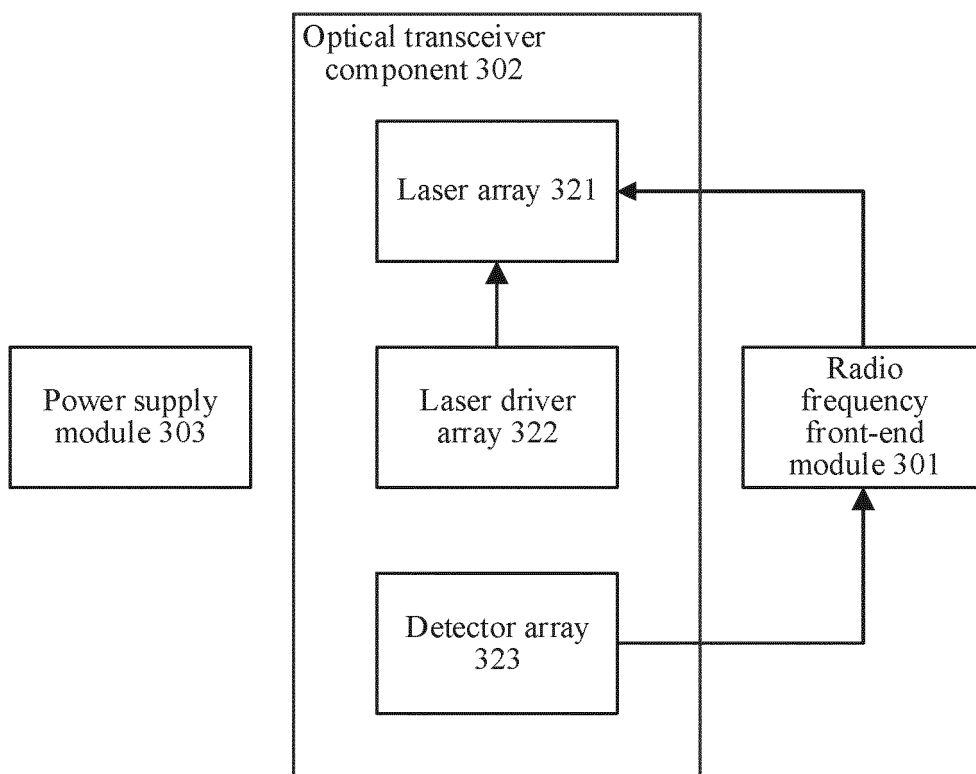 Optical transceiver
component 302
Laser array 321
Power supply
module 303
Laser driver
array 322
Radio
frequency
front-end
module 301
Detector array
323